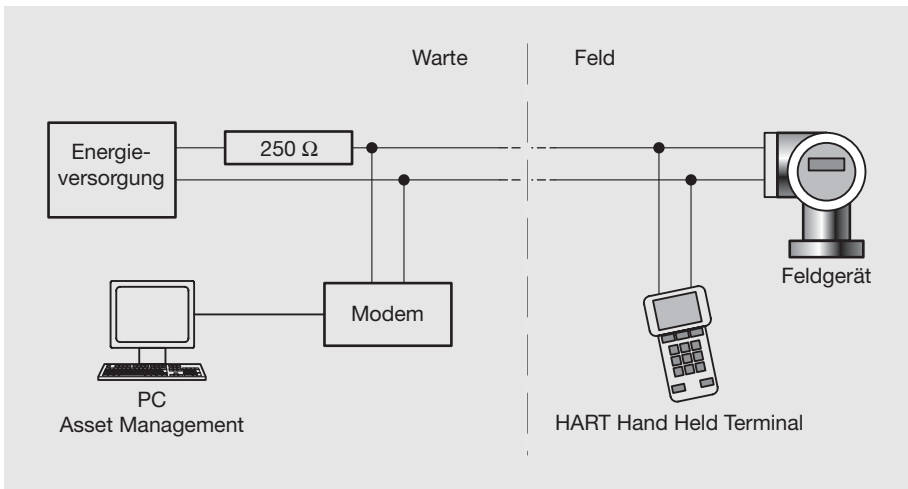 Warte
Feld
Energie-
versorgung
250 Ω
Feldgerät
Modem
PC
Asset Management
HART Hand Held Terminal